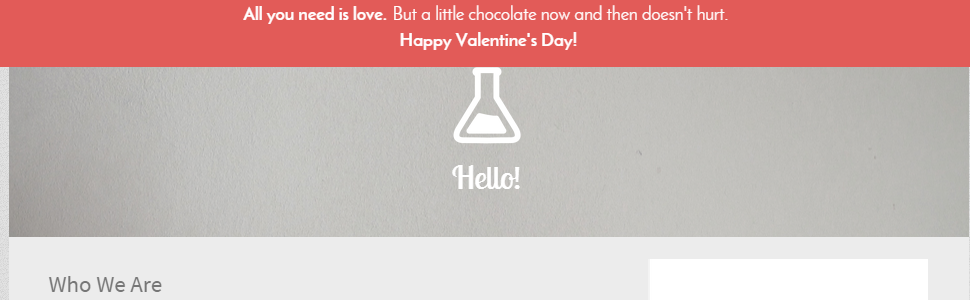 All you need is love. But a little chocolate now and then doesn't hurt.
Happy Valentine's Day!
Hello!
Who We Are